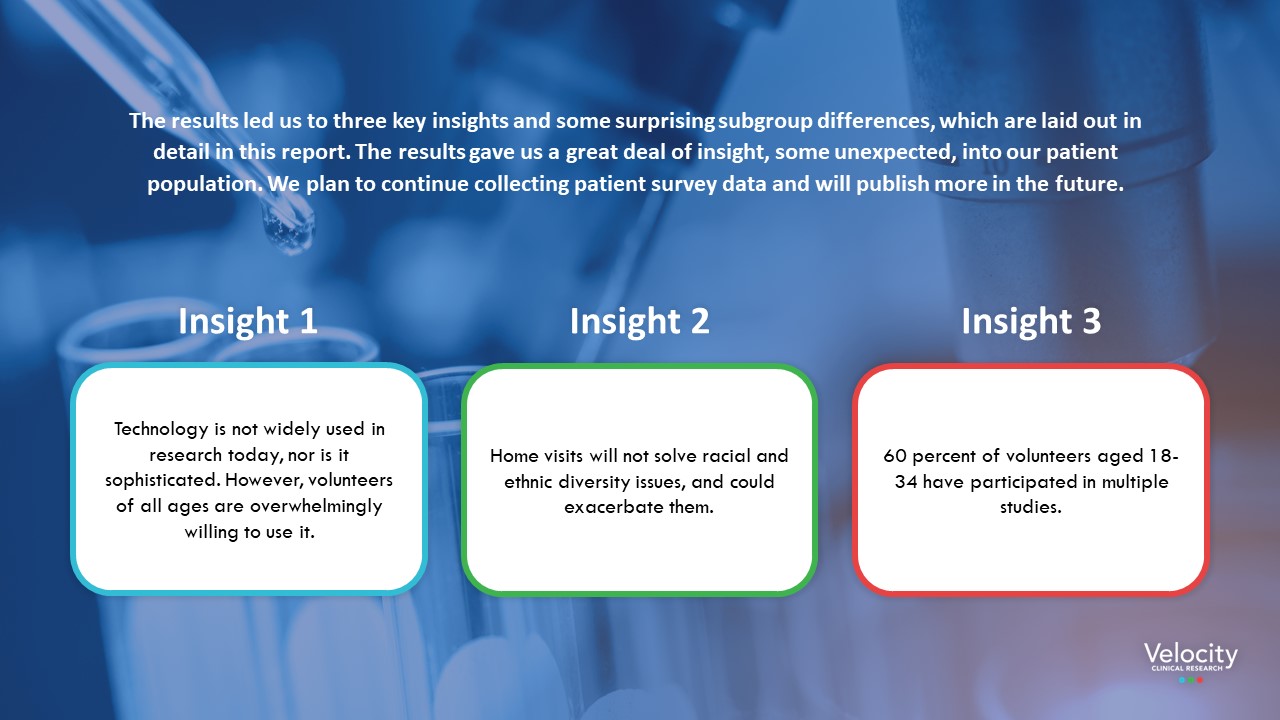 The results led us to three key insights and some surprising subgroup differences, which are laid out in
detail in this report. The results gave us a great deal of insight, some unexpected, into our patient
population. We plan to continue collecting patient survey data and will publish more in the future.
Insight 1
Technology is not widely used in
research today, nor is it
sophisticated. However, volunteers
of all ages are overwhelmingly
willing to use it.
Insight 2
Home visits will not solve racial and
ethnic diversity issues, and could
exacerbate them.
Insight 3
60 percent of volunteers aged 18-
34 have participated in multiple
studies.
Velocity
CLINICAL RESEARCH